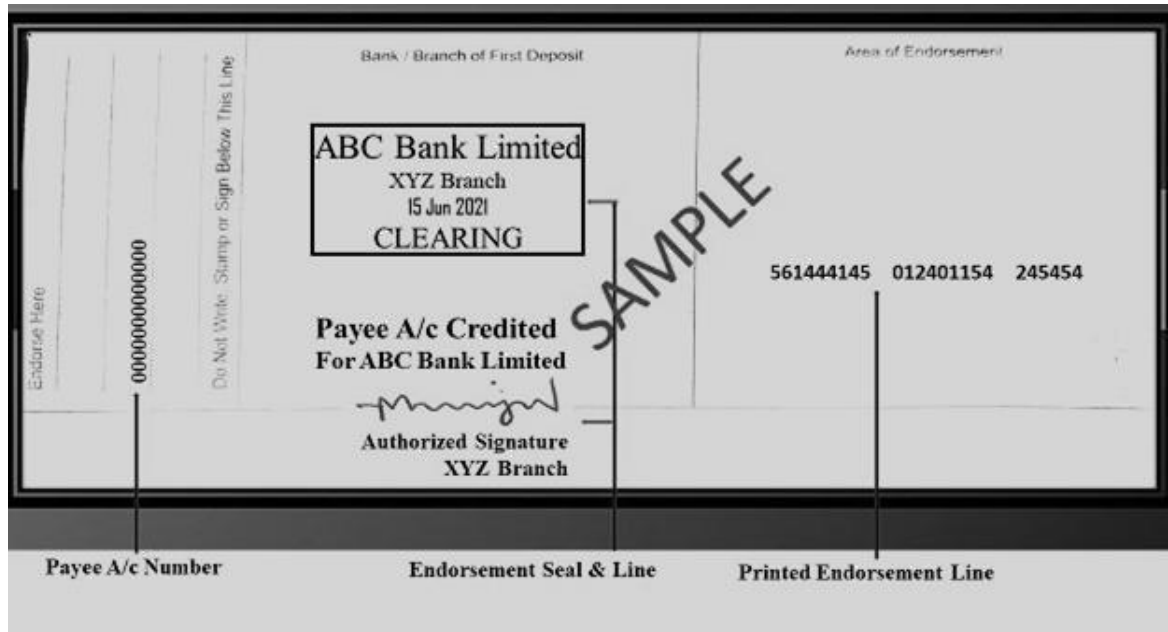 Bank / Branch of First Deposit
Area of Endorsement
Endorse Here
0000000000000
Do Not Write, Stamp or Sign Below This Line
ABC Bank Limited
XYZ Branch
15 Jun 2021
CLEARING
SAMPLE
561444145 012401154 245454
Payee A/c Credited
For ABC Bank Limited
Authorized Signature
XYZ Branch
Payee A/c Number
Endorsement Seal & Line
Printed Endorsement Line